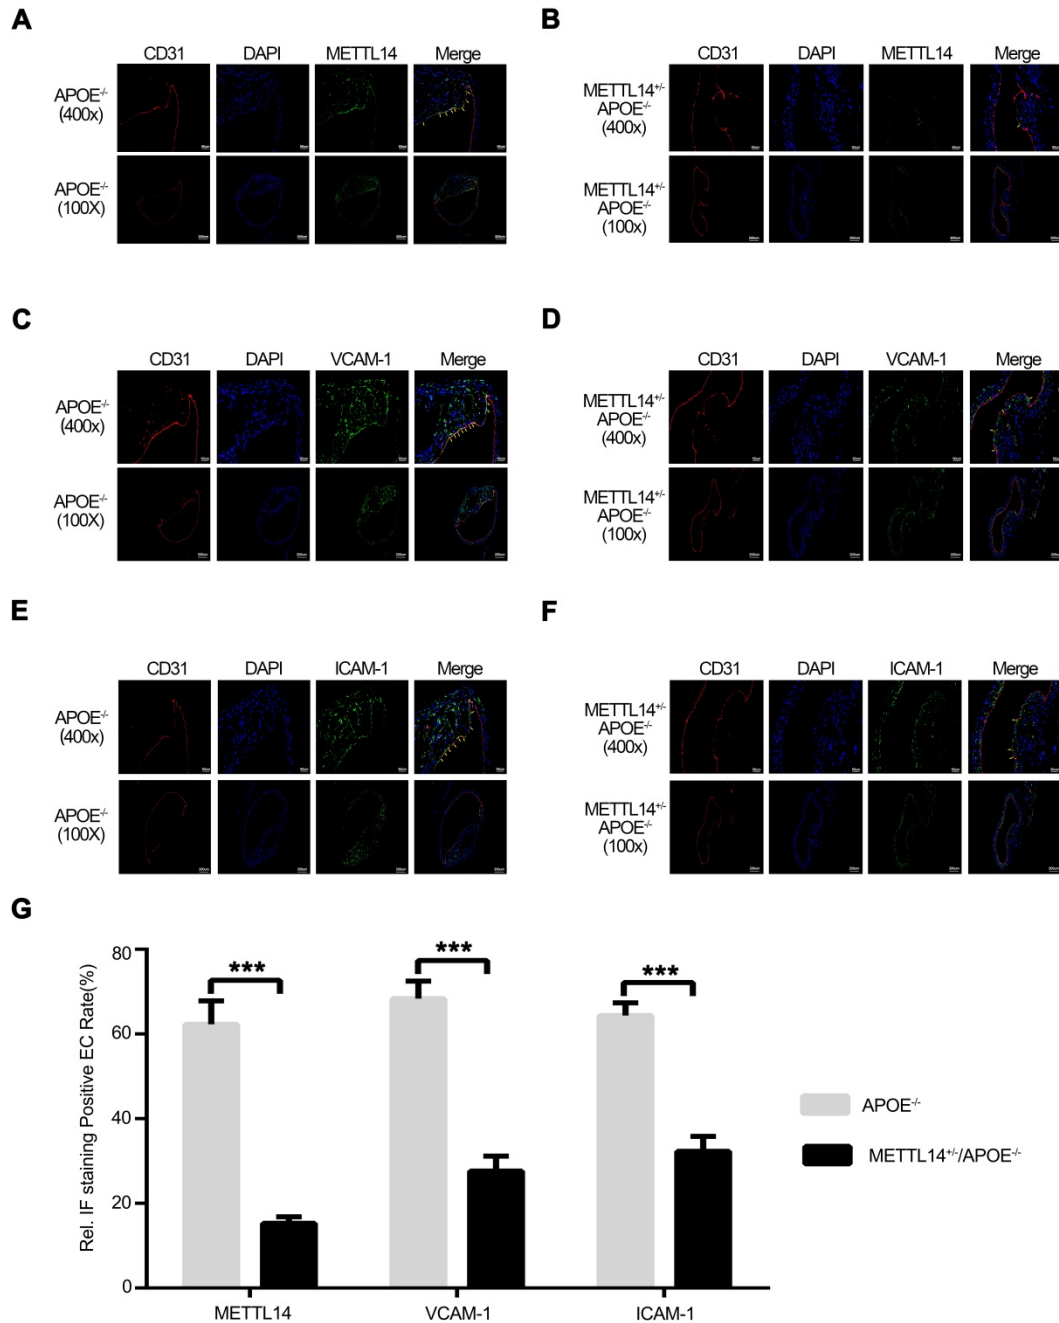 A
B
CD31 DAPI METTL14 Merge
APOE-/-
(400x)
APOE-/-
(100X)
CD31 DAPI METTL14 Merge
METTL14+/-
APOE-/-
(400x)
METTL14+/-
APOE-/-
(100x)
C
D
CD31 DAPI VCAM-1 Merge
APOE-/-
(400x)
APOE-/-
(100X)
CD31 DAPI VCAM-1 Merge
METTL14+/-
APOE-/-
(400x)
METTL14+/-
APOE-/-
(100x)
E
F
CD31 DAPI ICAM-1 Merge
APOE-/-
(400x)
APOE-/-
(100X)
CD31 DAPI ICAM-1 Merge
METTL14+/-
APOE-/-
(400x)
METTL14+/-
APOE-/-
(100x)
G
Rel. IF staining Positive EC Rate(%)
80
60
40
20
0
*** *** ***
METTL14 VCAM-1 ICAM-1
APOE-/-
METTL14+/-/APOE-/-